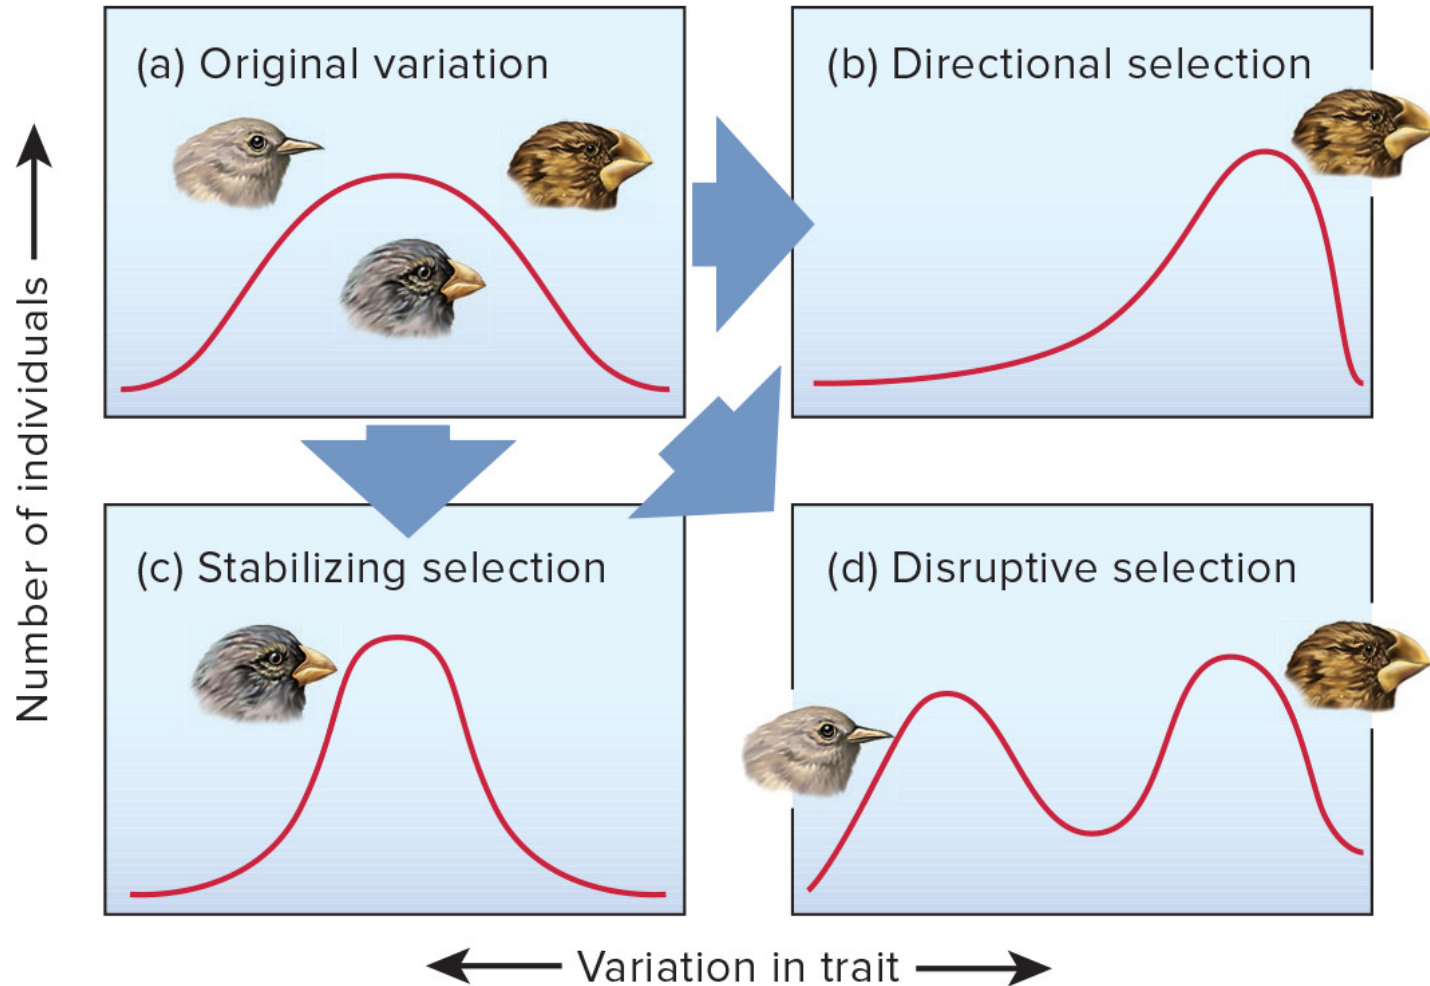 (a) Original variation
(b) Directional selection
Number of individuals
(c) Stabilizing selection
(d) Disruptive selection
Variation in trait